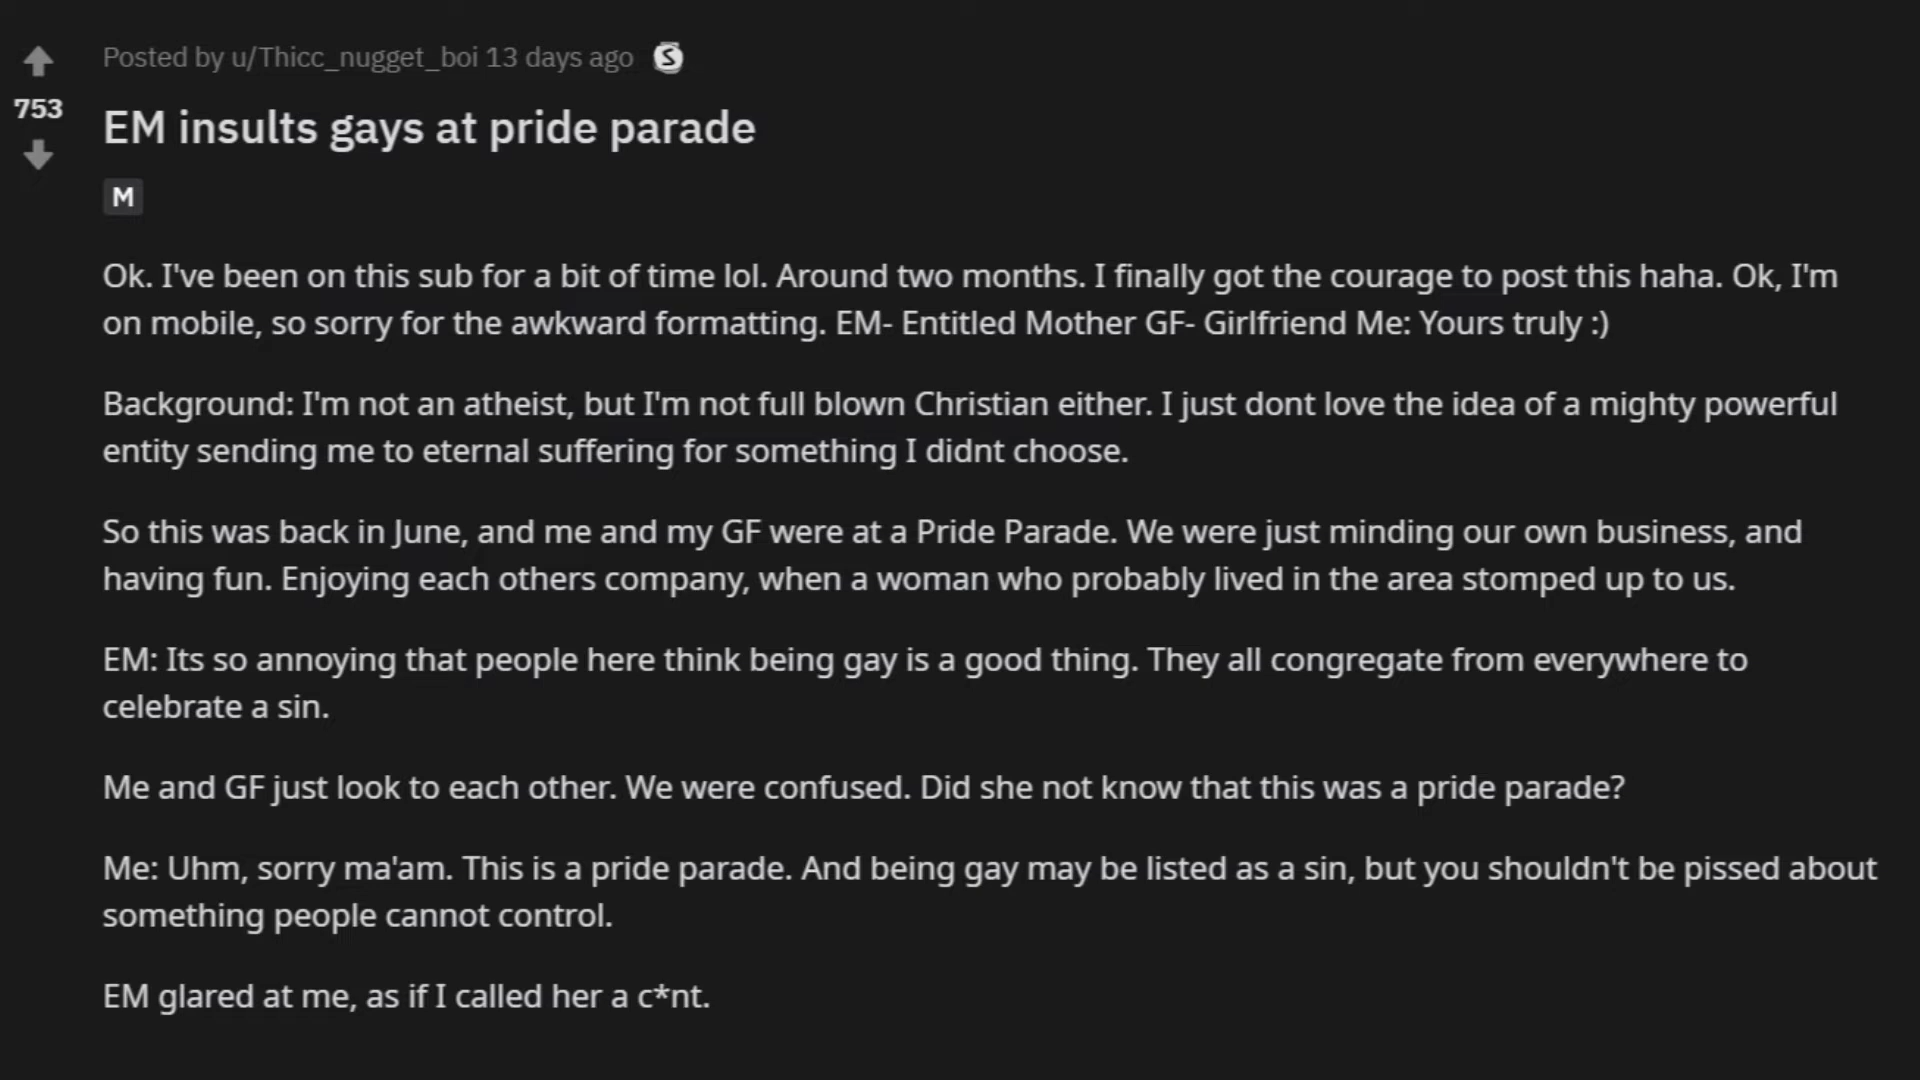 Posted by u/Thicc_nugget_boi 13 days ago S
753
EM insults gays at pride parade
M
Ok. I've been on this sub for a bit of time lol. Around two months. I finally got the courage to post this haha. Ok, I'm
on mobile, so sorry for the awkward formatting. EM- Entitled Mother GF- Girlfriend Me: Yours truly :)
Background: I'm not an atheist, but I'm not full blown Christian either. I just dont love the idea of a mighty powerful
entity sending me to eternal suffering for something I didnt choose.
So this was back in June, and me and my GF were at a Pride Parade. We were just minding our own business, and
having fun. Enjoying each others company, when a woman who probably lived in the area stomped up to us.
EM: Its so annoying that people here think being gay is a good thing. They all congregate from everywhere to
celebrate a sin.
Me and GF just look to each other. We were confused. Did she not know that this was a pride parade?
Me: Uhm, sorry ma'am. This is a pride parade. And being gay may be listed as a sin, but you shouldn't be pissed about
something people cannot control.
EM glared at me, as if I called her a c*nt.